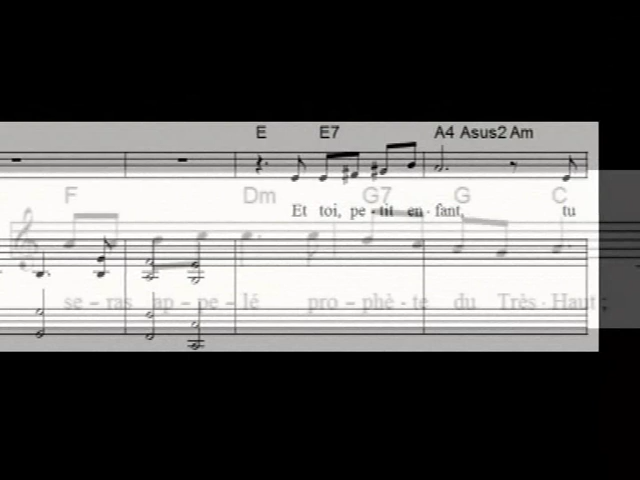 E E7 A4 Asus2 Am
F Dm G7 G C
Et toi, pe - tit en - fant, tu
se - ras ap - pe - lé pro - phè - te du Très - Haut ;